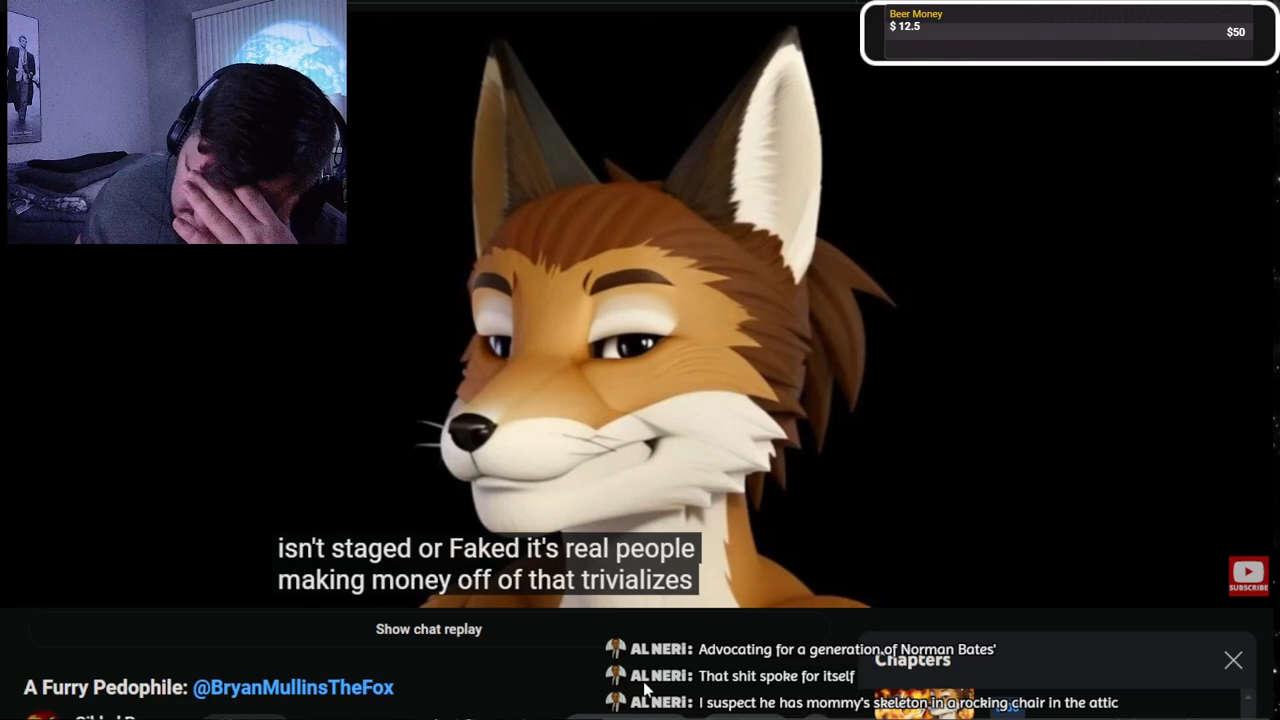 Beer Money
$ 12.5
$50
isn't staged or Faked it's real people
making money off of that trivializes
SUBSCRIBE
Show chat replay
AL NERI: Advocating for a generation of Norman Bates'
Chapters
AL NERI: That shit spoke for itself
A Furry Pedophile: @BryanMullinsTheFox
AL NERI: I suspect he has mommy's skeleton in a rocking chair in the attic